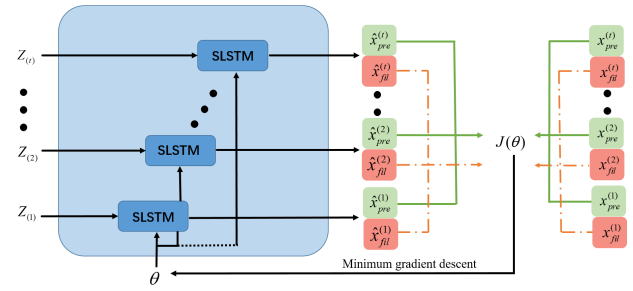 Z_(t)
SLSTM
x̂_pre^(t)
x̂_fil^(t)
x_pre^(t)
x_fil^(t)
Z_(2)
SLSTM
x̂_pre^(2)
x̂_fil^(2)
J(θ)
x_pre^(2)
x_fil^(2)
Z_(1)
SLSTM
x̂_pre^(1)
x̂_fil^(1)
x_pre^(1)
x_fil^(1)
θ
Minimum gradient descent